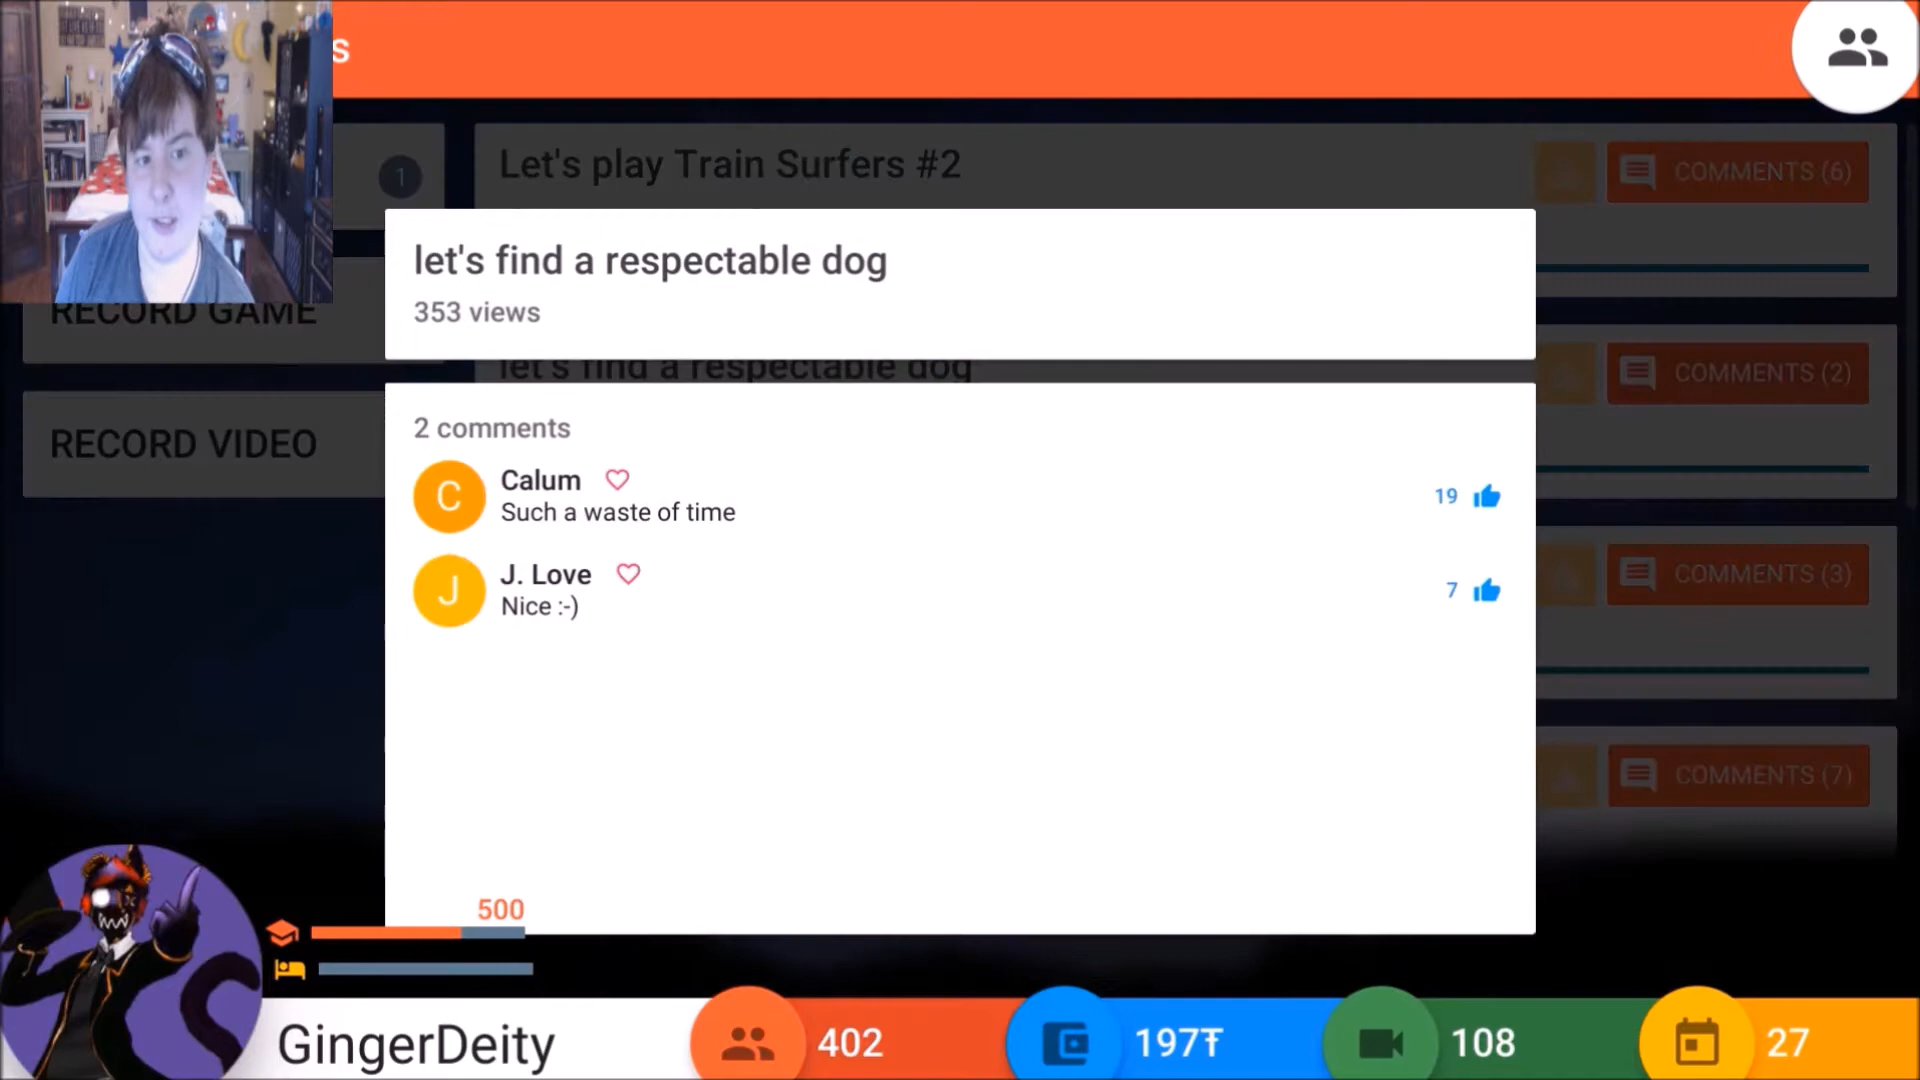 s
1
Let's play Train Surfers #2
COMMENTS (6)
let's find a respectable dog
353 views
RECORD GAME
let's find a respectable dog
COMMENTS (2)
2 comments
RECORD VIDEO
C
Calum
Such a waste of time
19
J
J. Love
Nice :-)
7
COMMENTS (3)
COMMENTS (7)
500
GingerDeity
402
197Ŧ
108
27